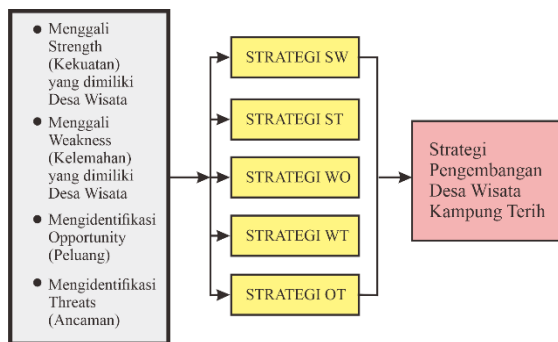 ● Menggali
Strength
(Kekuatan)
yang dimiliki
Desa Wisata
● Menggali
Weakness
(Kelemahan)
yang dimiliki
Desa Wisata
● Mengidentifikasi
Opportunity
(Peluang)
● Mengidentifikasi
Threats
(Ancaman)
STRATEGI SW
STRATEGI ST
STRATEGI WO
STRATEGI WT
STRATEGI OT
Strategi
Pengembangan
Desa Wisata
Kampung Terih